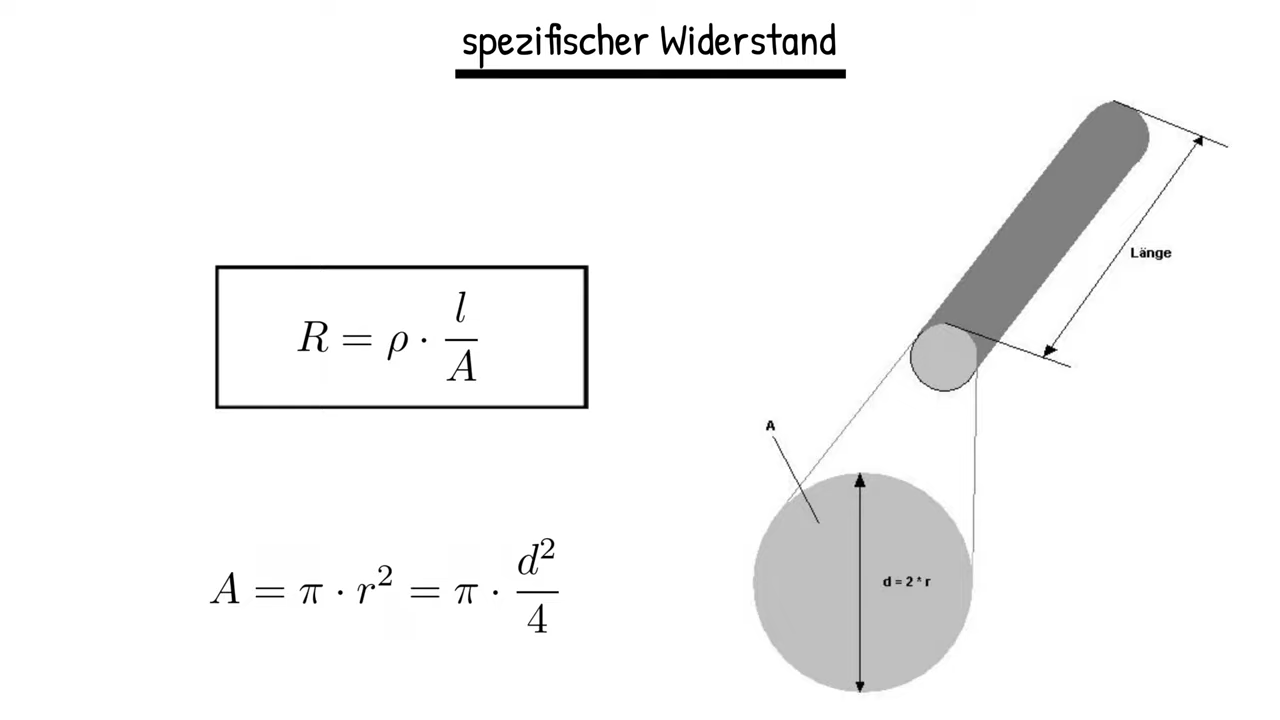 spezifischer Widerstand
Länge
R = ρ · l/A
A
d = 2 * r
A = π · r² = π · d²/4